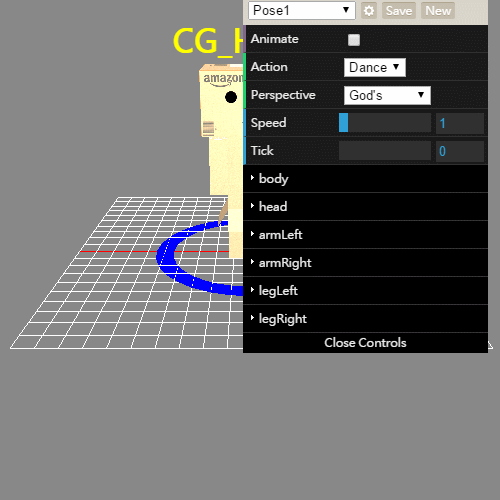 Pose1 Save New
CG_H
Animate
amazon
Action Dance
Perspective God's
Speed 1
Tick 0
body
head
armLeft
armRight
legLeft
legRight
Close Controls